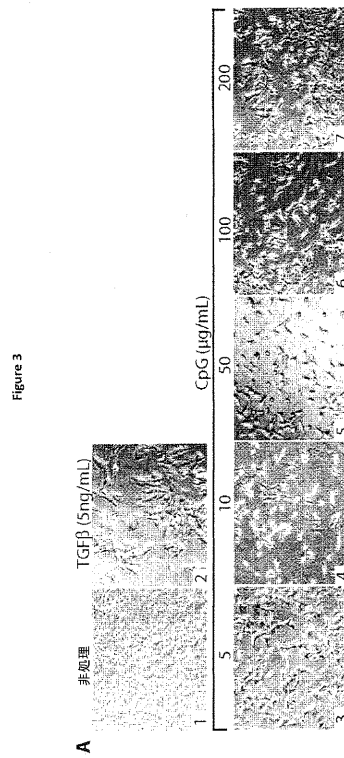 Figure 3
A
非処理 TGFβ (5ng/mL)
1 2
CpG (µg/mL)
5 10 50 100 200
3 4 5 6 7